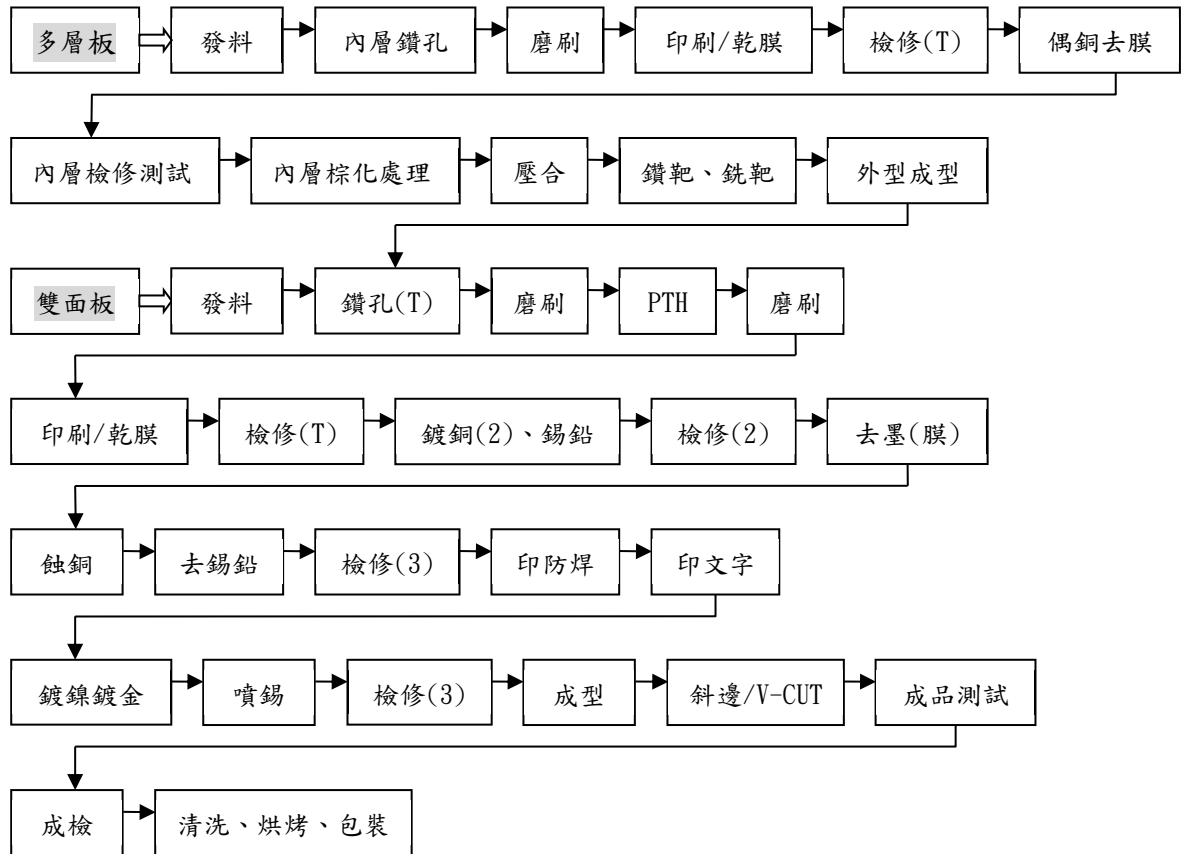 多層板 發料 內層鑽孔 磨刷 印刷/乾膜 檢修(T) 偶銅去膜
內層檢修測試 內層棕化處理 壓合 鑽靶、銑靶 外型成型
雙面板 發料 鑽孔(T) 磨刷 PTH 磨刷
印刷/乾膜 檢修(T) 鍍銅(2)、錫鉛 檢修(2) 去墨(膜)
蝕銅 去錫鉛 檢修(3) 印防焊 印文字
鍍鎳鍍金 噴錫 檢修(3) 成型 斜邊/V-CUT 成品測試
成檢 清洗、烘烤、包裝